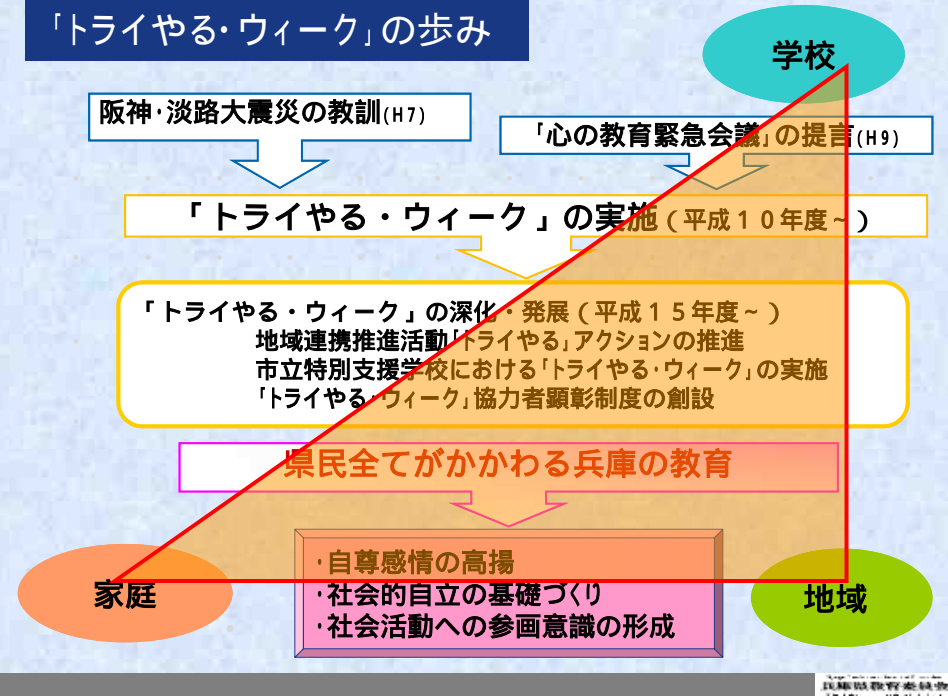 「トライやる・ウィーク」の歩み
学校
阪神・淡路大震災の教訓(H7)
「心の教育緊急会議」の提言(H9)
「トライやる・ウィーク」の実施(平成10年度~)
「トライやる・ウィーク」の深化・発展(平成15年度~)
地域連携推進活動「トライやる」アクションの推進
市立特別支援学校における「トライやる・ウィーク」の実施
「トライやる・ウィーク」協力者顕彰制度の創設
県民全てがかかわる兵庫の教育
・自尊感情の高揚
家庭
・社会的自立の基礎づくり
地域
・社会活動への参画意識の形成
兵庫県教育委員会